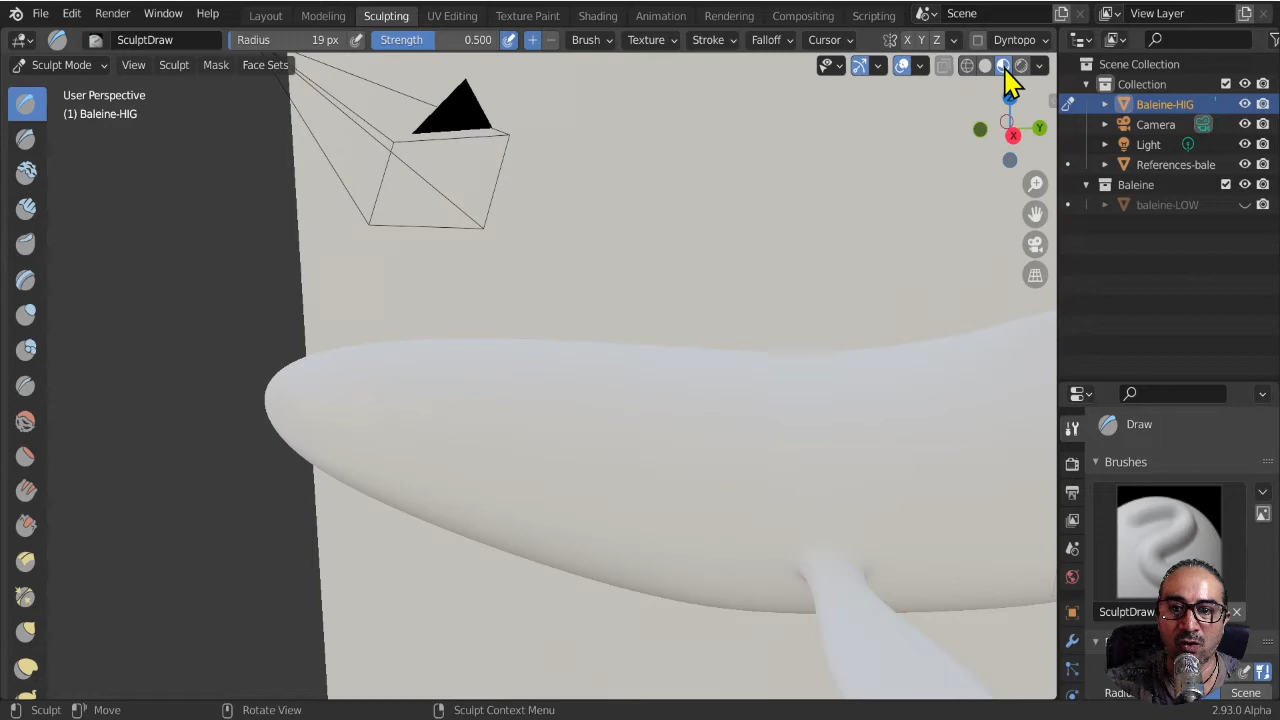 File Edit Render Window Help
Layout Modeling Sculpting UV Editing Texture Paint Shading Animation Rendering Compositing Scripting
Scene
View Layer
SculptDraw
Radius 19 px
Strength 0.500
Brush
Texture
Stroke
Falloff
Cursor
X Y Z
Dyntopo
Sculpt Mode
View Sculpt Mask Face Sets
User Perspective
(1) Baleine-HIG
Y
X
Scene Collection
Collection
Baleine-HIG
Camera
Light
References-bale
Baleine
baleine-LOW
Draw
Brushes
SculptDraw
Scene
Sculpt
Move
Rotate View
Sculpt Context Menu
2.93.0 Alpha